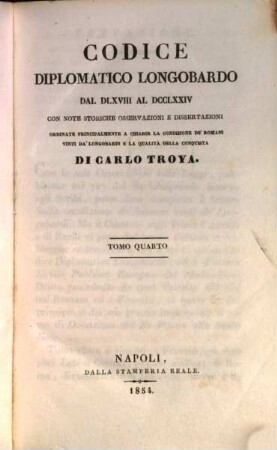 CODICE
DIPLOMATICO LONGOBARDO
DAL DLXVIII AL DCCLXXIV
CON NOTE STORICHE OSSERVAZIONI E DISSERTAZIONI
ORDINATE PRINCIPALMENTE A CHIARIR LA CONDIZIONE DE' ROMANI
VINTI DA' LONGOBARDI E LA QUALITÀ DELLA CONQUISTA
DI CARLO TROYA.
TOMO QUARTO
NAPOLI,
DALLA STAMPERIA REALE.
1854.